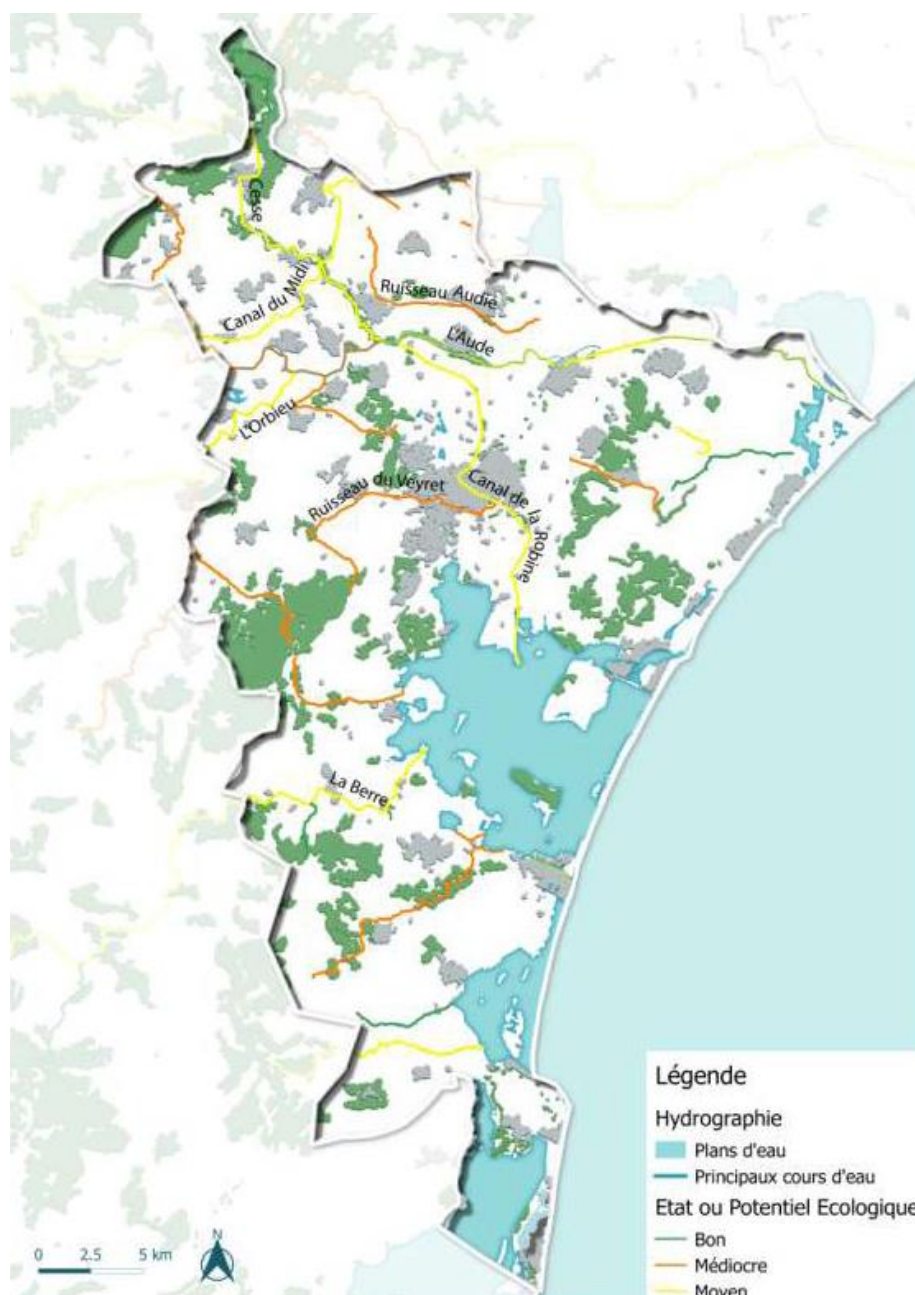 Cesse
Canal du Midi
Ruisseau Audié
L'Aude
L'Orbieu
Ruisseau du Veyret
Canal de la Robine
La Berre
Légende
Hydrographie
Plans d'eau
Principaux cours d'eau
Etat ou Potentiel Ecologique
Bon
Médiocre
Moyen
0 2.5 5 km
N